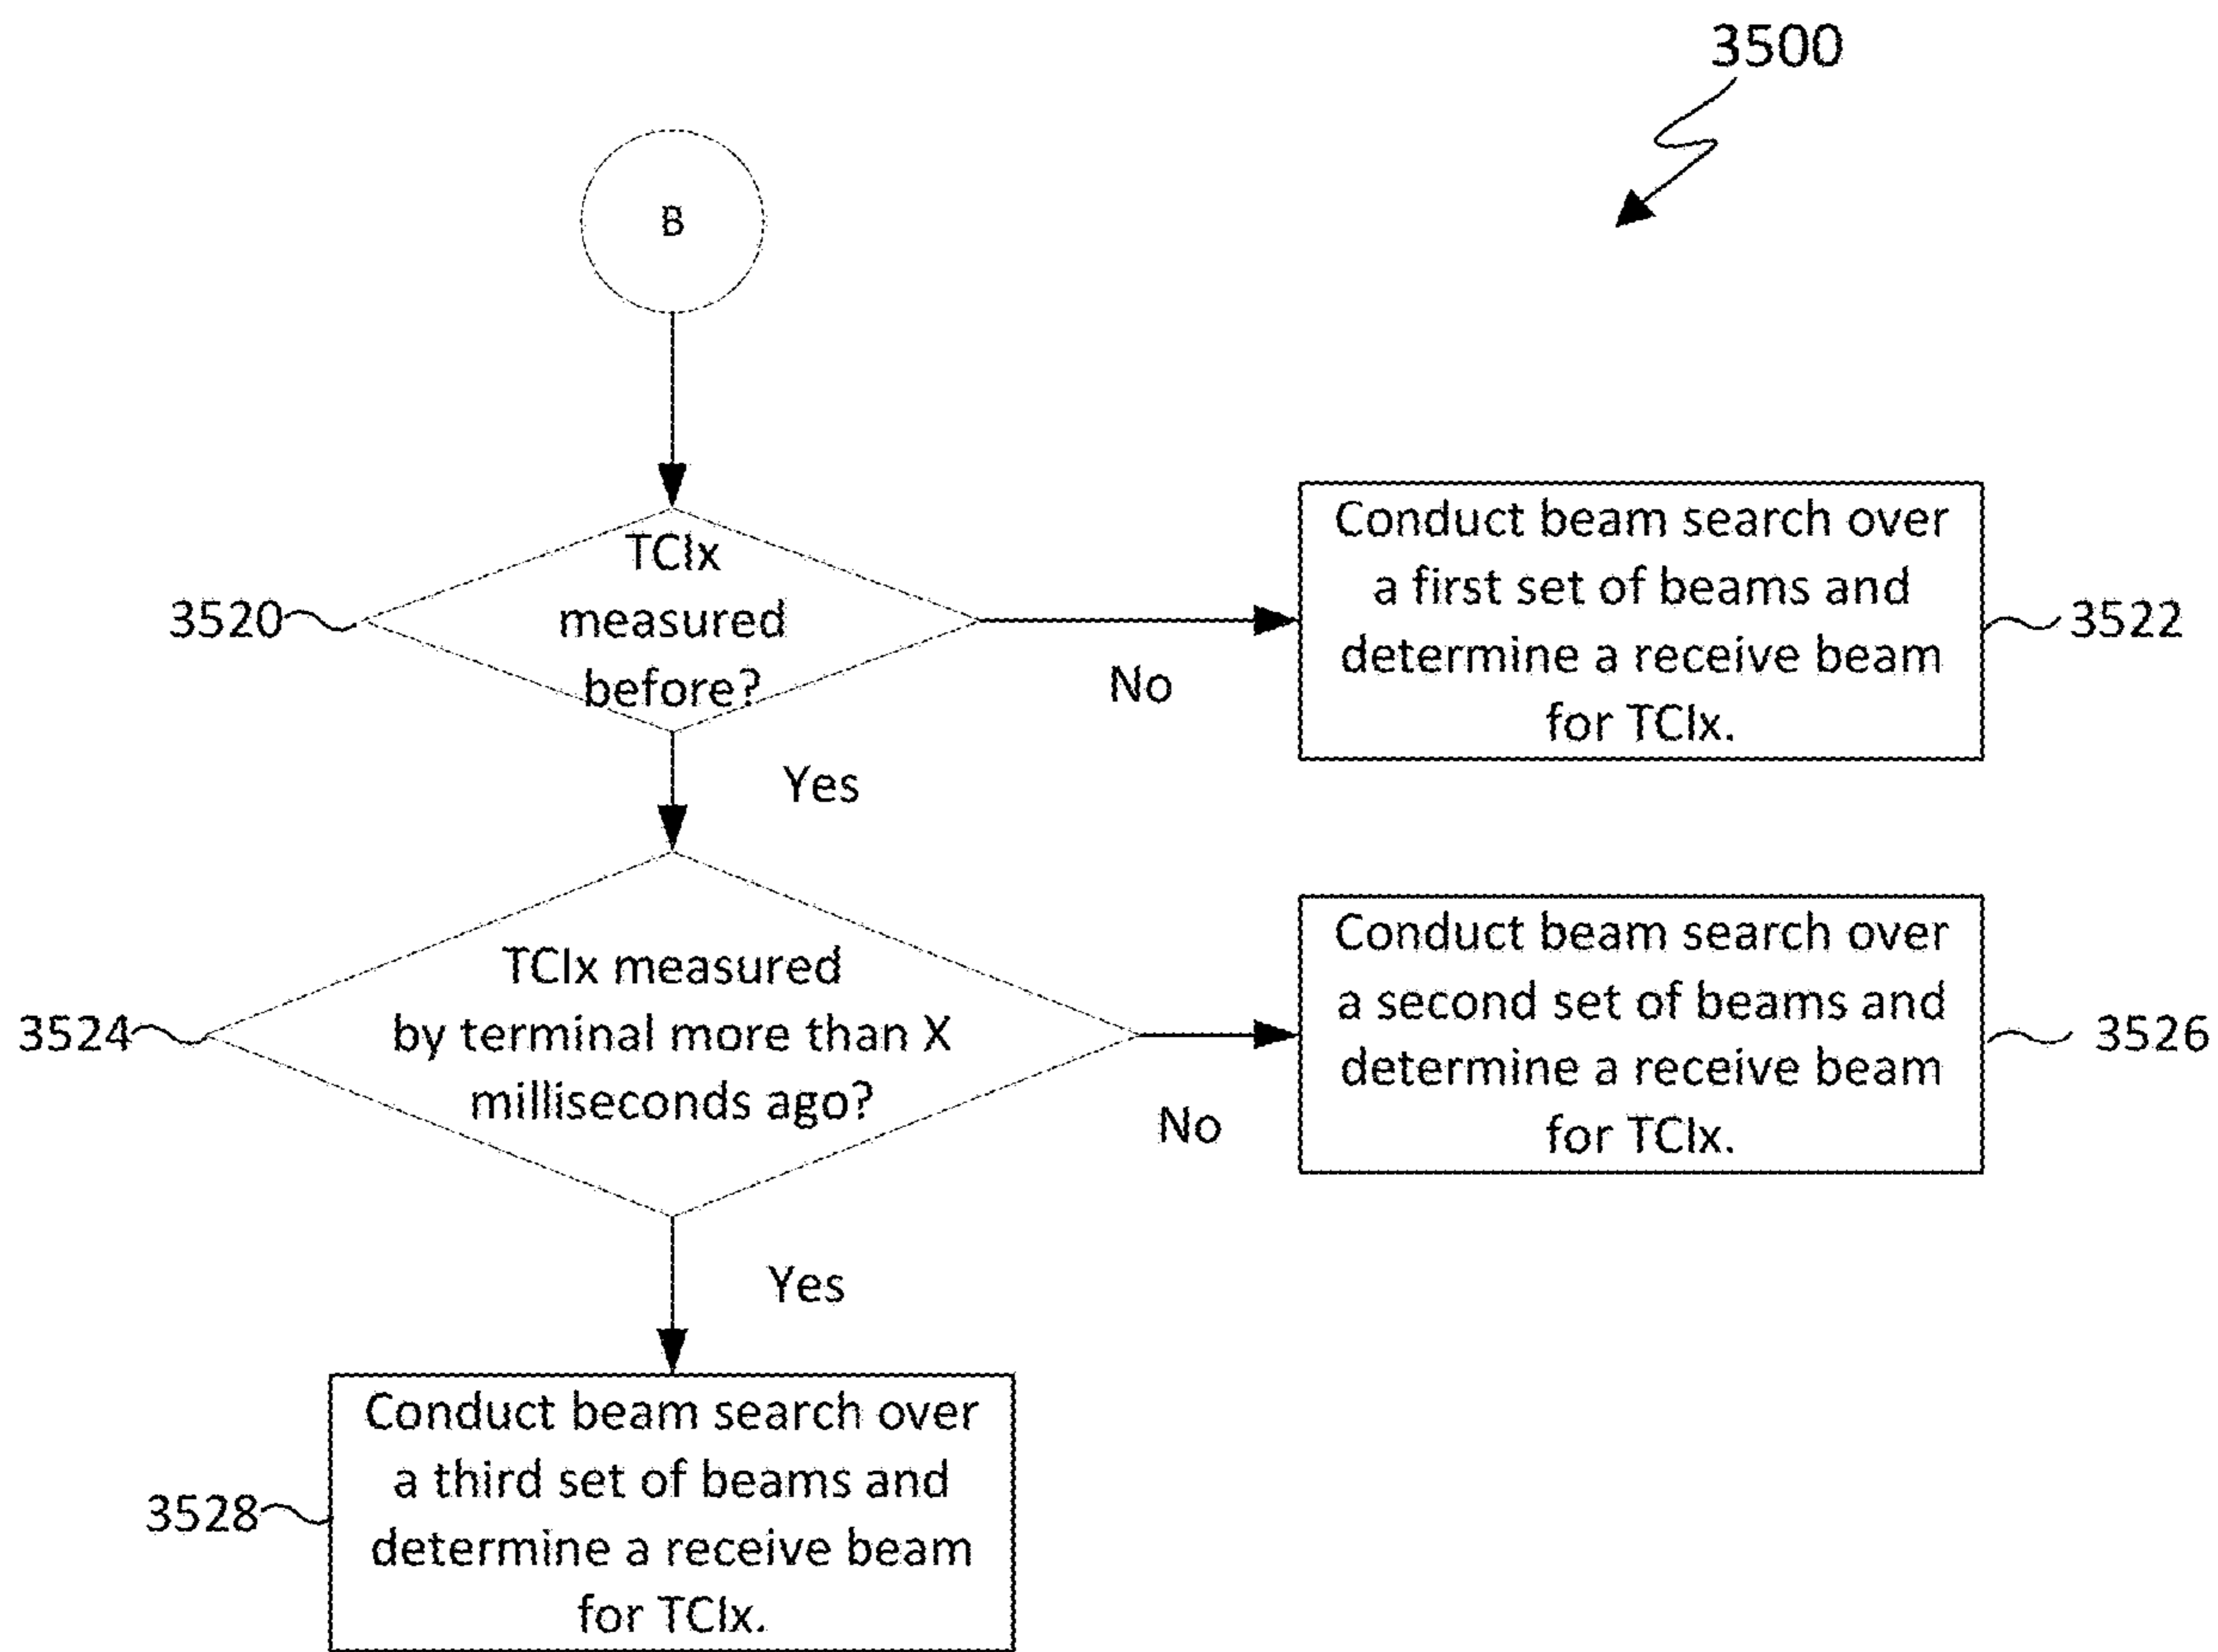 3500
B
TCIx
measured
before?
3520
No
Conduct beam search over
a first set of beams and
determine a receive beam
for TCIx.
3522
Yes
TCIx measured
by terminal more than X
milliseconds ago?
3524
No
Conduct beam search over
a second set of beams and
determine a receive beam
for TCIx.
3526
Yes
Conduct beam search over
a third set of beams and
determine a receive beam
for TCIx.
3528